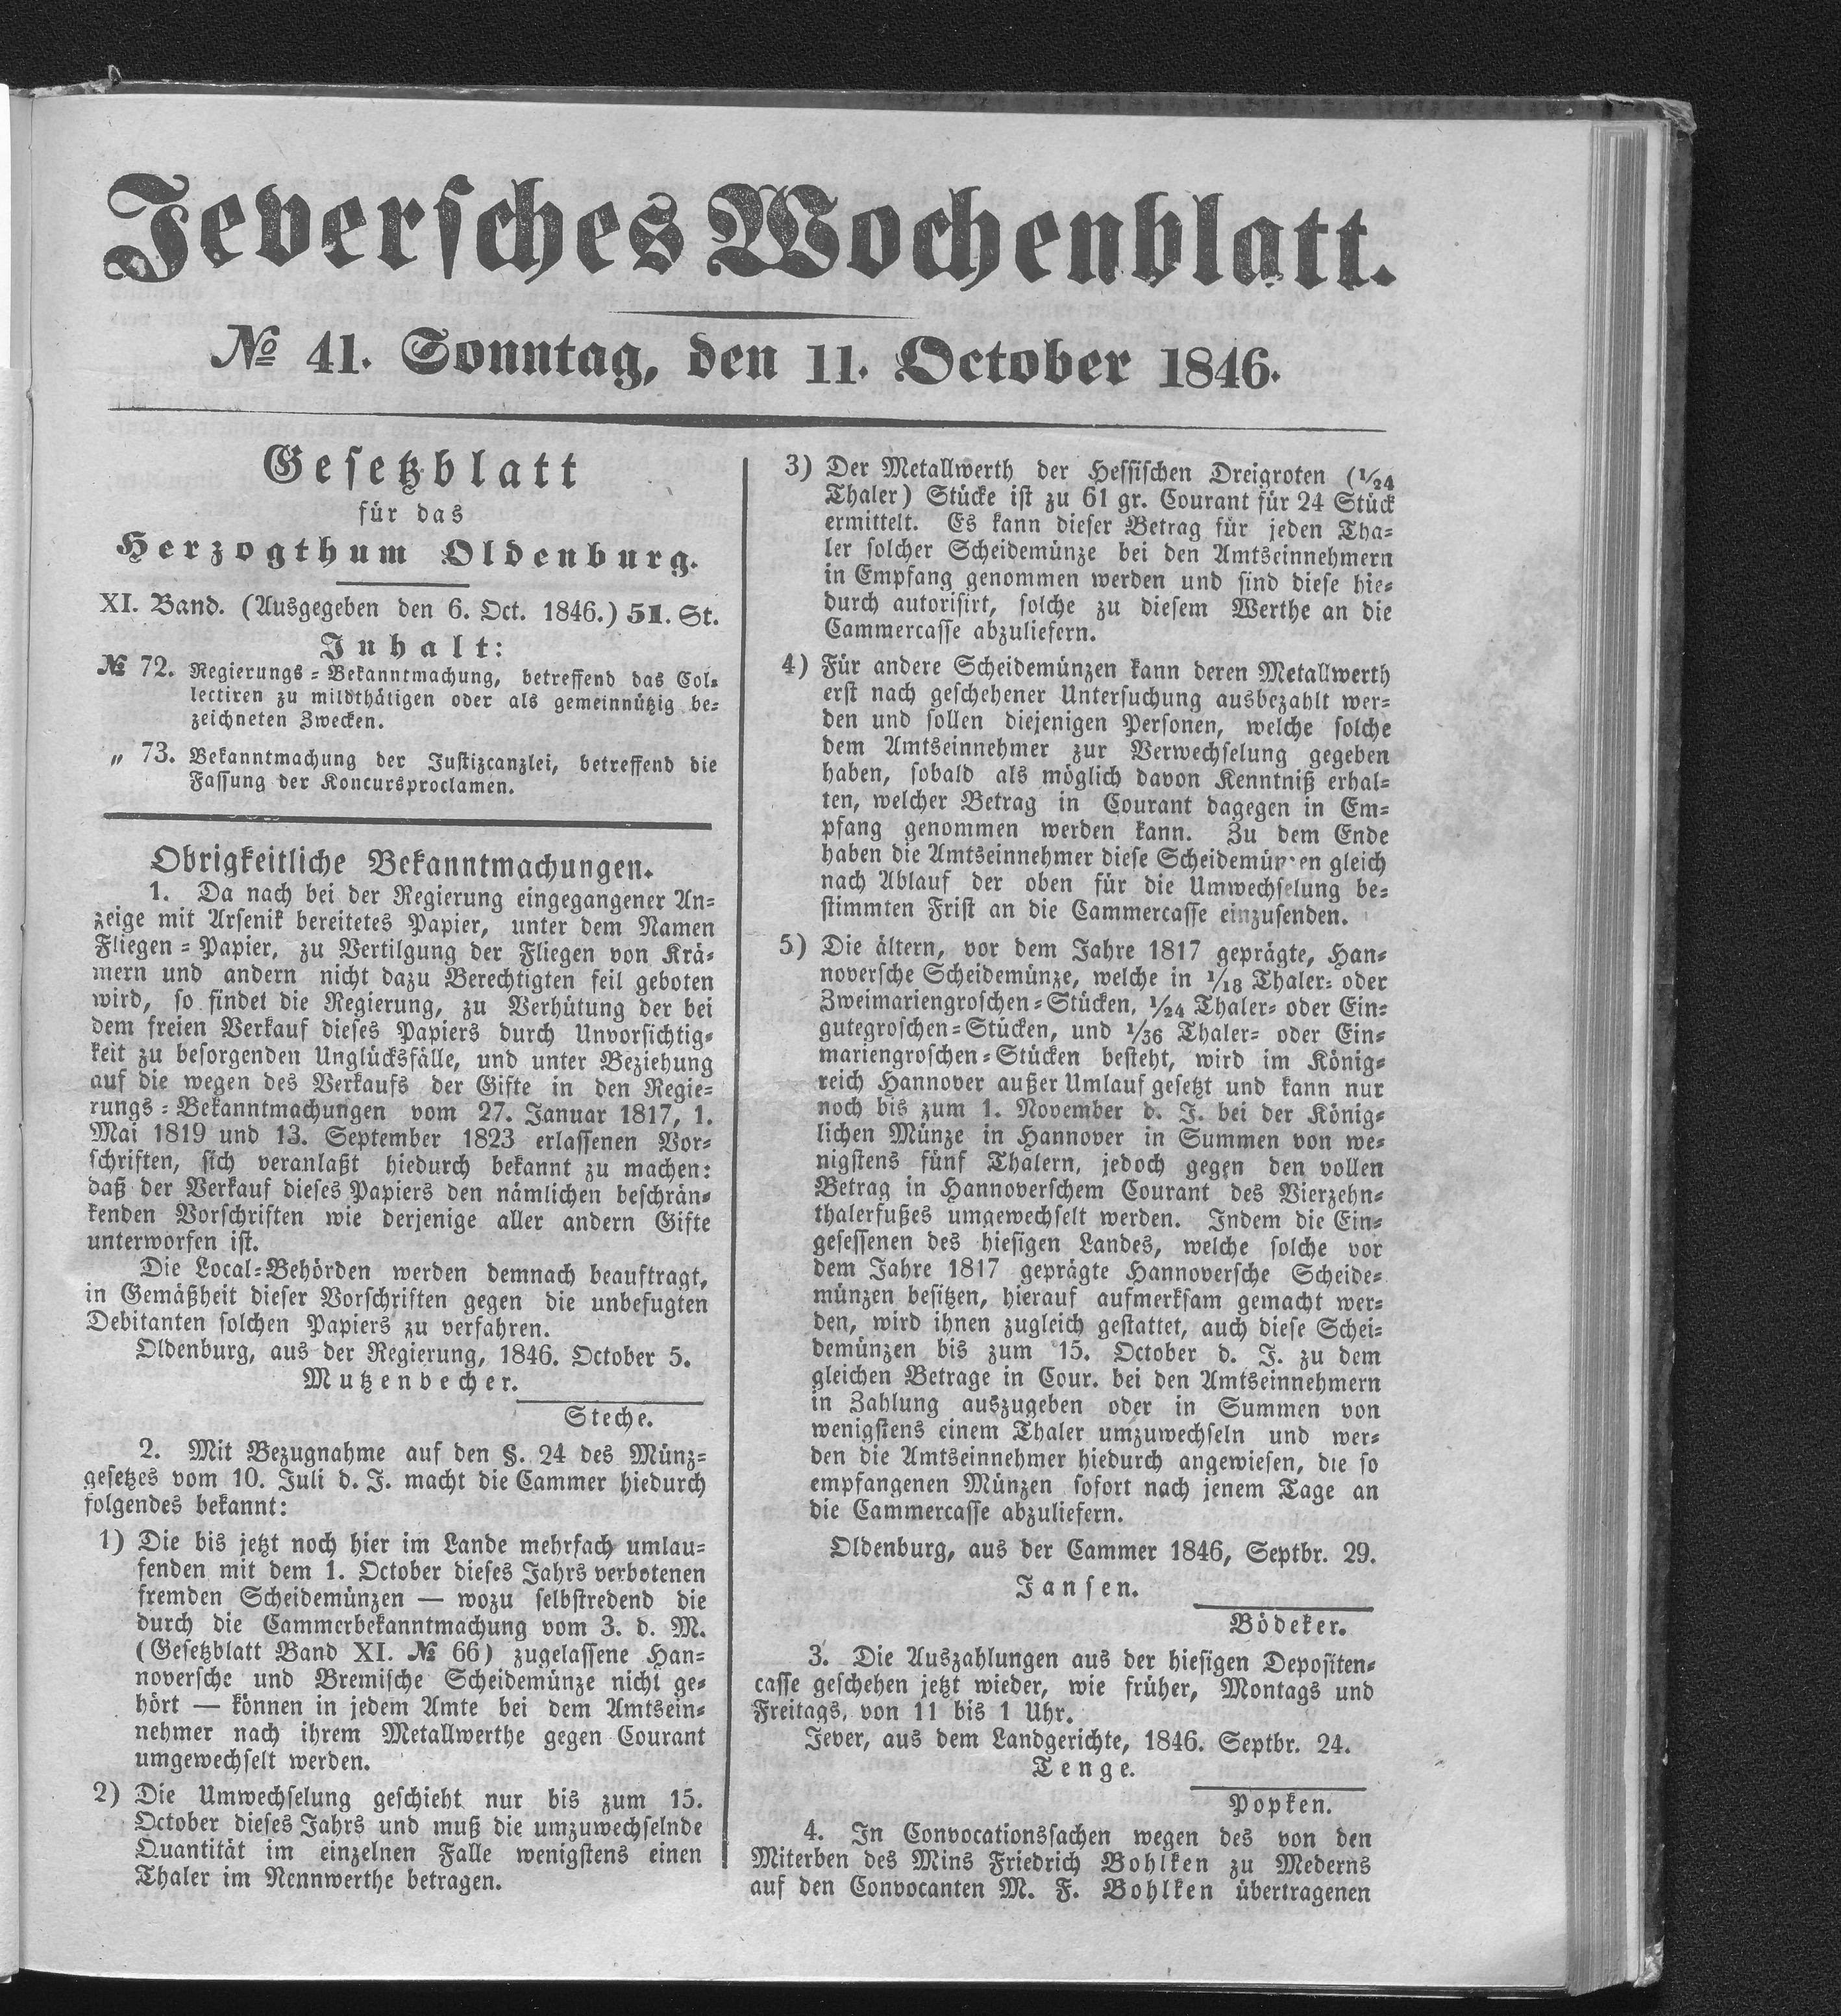 Jeversches Wochenblatt.
№ 41. Sonntag, den 11. October 1846.
Gesetzblatt
für das
Herzogthum Oldenburg.
XI. Band. (Ausgegeben den 6. Oct. 1846.) 51. St.
Inhalt:
№ 72. Regierungs=Bekanntmachung, betreffend das Col=
lectiren zu mildthätigen oder als gemeinnützig be=
zeichneten Zwecken.
„ 73. Bekanntmachung der Justizcanzlei, betreffend die
Fassung der Koncursproclamen.
Obrigkeitliche Bekanntmachungen.
1. Da nach bei der Regierung eingegangener An=
zeige mit Arsenik bereitetes Papier, unter dem Namen
Fliegen=Papier, zu Vertilgung der Fliegen von Krä=
mern und andern nicht dazu Berechtigten feil geboten
wird, so findet die Regierung, zu Verhütung der bei
dem freien Verkauf dieses Papiers durch Unvorsichtig=
keit zu besorgenden Unglücksfälle, und unter Beziehung
auf die wegen des Verkaufs der Gifte in den Regie=
rungs=Bekanntmachungen vom 27. Januar 1817, 1.
Mai 1819 und 13. September 1823 erlassenen Vor=
schriften, sich veranlaßt hiedurch bekannt zu machen:
daß der Verkauf dieses Papiers den nämlichen beschrän=
kenden Vorschriften wie derjenige aller andern Gifte
unterworfen ist.
Die Local=Behörden werden demnach beauftragt,
in Gemäßheit dieser Vorschriften gegen die unbefugten
Debitanten solchen Papiers zu verfahren.
Oldenburg, aus der Regierung, 1846. October 5.
Mutzenbecher.
Steche.
2. Mit Bezugnahme auf den §. 24 des Münz=
gesetzes vom 10. Juli d. J. macht die Cammer hiedurch
folgendes bekannt:
1) Die bis jetzt noch hier im Lande mehrfach umlau=
fenden mit dem 1. October dieses Jahrs verbotenen
fremden Scheidemünzen — wozu selbstredend die
durch die Cammerbekanntmachung vom 3. d. M.
(Gesetzblatt Band XI. № 66) zugelassene Han=
noversche und Bremische Scheidemünze nicht ge=
hört — können in jedem Amte bei dem Amtsein=
nehmer nach ihrem Metallwerthe gegen Courant
umgewechselt werden.
2) Die Umwechselung geschieht nur bis zum 15.
October dieses Jahrs und muß die umzuwechselnde
Quantität im einzelnen Falle wenigstens einen
Thaler im Nennwerthe betragen.
3) Der Metallwerth der Hessischen Dreigroten (1/24
Thaler) Stücke ist zu 61 gr. Courant für 24 Stück
ermittelt. Es kann dieser Betrag für jeden Tha=
ler solcher Scheidemünze bei den Amtseinnehmern
in Empfang genommen werden und sind diese hie=
durch autorisirt, solche zu diesem Werthe an die
Cammercasse abzuliefern.
4) Für andere Scheidemünzen kann deren Metallwerth
erst nach geschehener Untersuchung ausbezahlt wer=
den und sollen diejenigen Personen, welche solche
dem Amtseinnehmer zur Verwechselung gegeben
haben, sobald als möglich davon Kenntniß erhal=
ten, welcher Betrag in Courant dagegen in Em=
pfang genommen werden kann. Zu dem Ende
haben die Amtseinnehmer diese Scheidemünzen gleich
nach Ablauf der oben für die Umwechselung be=
stimmten Frist an die Cammercasse einzusenden.
5) Die ältern, vor dem Jahre 1817 geprägte, Han=
noversche Scheidemünze, welche in 1/18 Thaler= oder
Zweimariengroschen=Stücken, 1/24 Thaler= oder Ein=
gutegroschen=Stücken, und 1/36 Thaler= oder Ein=
mariengroschen=Stücken besteht, wird im König=
reich Hannover außer Umlauf gesetzt und kann nur
noch bis zum 1. November d. J. bei der König=
lichen Münze in Hannover in Summen von we=
nigstens fünf Thalern, jedoch gegen den vollen
Betrag in Hannoverschem Courant des Vierzehn=
thalerfußes umgewechselt werden. Indem die Ein=
gesessenen des hiesigen Landes, welche solche vor
dem Jahre 1817 geprägte Hannoversche Scheide=
münzen besitzen, hierauf aufmerksam gemacht wer=
den, wird ihnen zugleich gestattet, auch diese Schei=
demünzen bis zum 15. October d. J. zu dem
gleichen Betrage in Cour. bei den Amtseinnehmern
in Zahlung auszugeben oder in Summen von
wenigstens einem Thaler umzuwechseln und wer=
den die Amtseinnehmer hiedurch angewiesen, die so
empfangenen Münzen sofort nach jenem Tage an
die Cammercasse abzuliefern.
Oldenburg, aus der Cammer 1846, Septbr. 29.
Jansen.
Bödeker.
3. Die Auszahlungen aus der hiesigen Depositen=
casse geschehen jetzt wieder, wie früher, Montags und
Freitags, von 11 bis 1 Uhr.
Jever, aus dem Landgerichte, 1846. Septbr. 24.
Tenge.
Popken.
4. In Convocationssachen wegen des von den
Miterben des Mins Friedrich Bohlken zu Mederns
auf den Convocanten M. F. Bohlken übertragenen